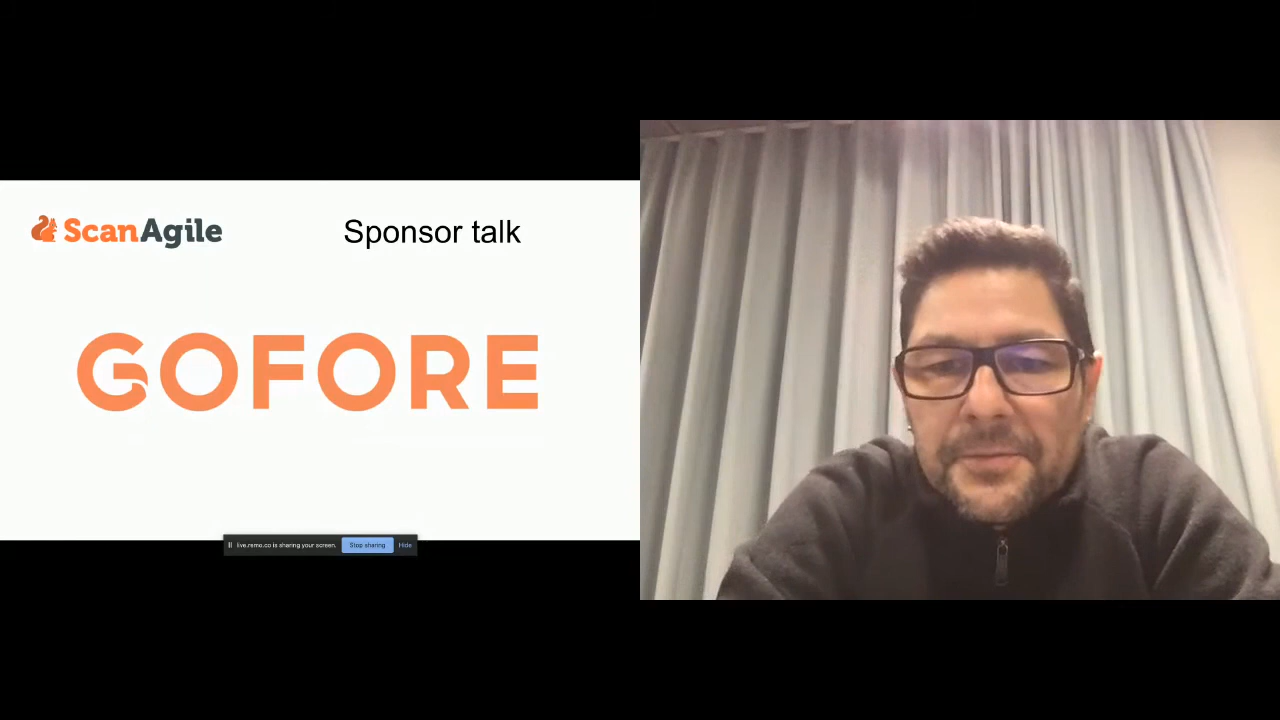 ScanAgile
Sponsor talk
GOFORE
live.remo.co is sharing your screen.
Stop sharing
Hide